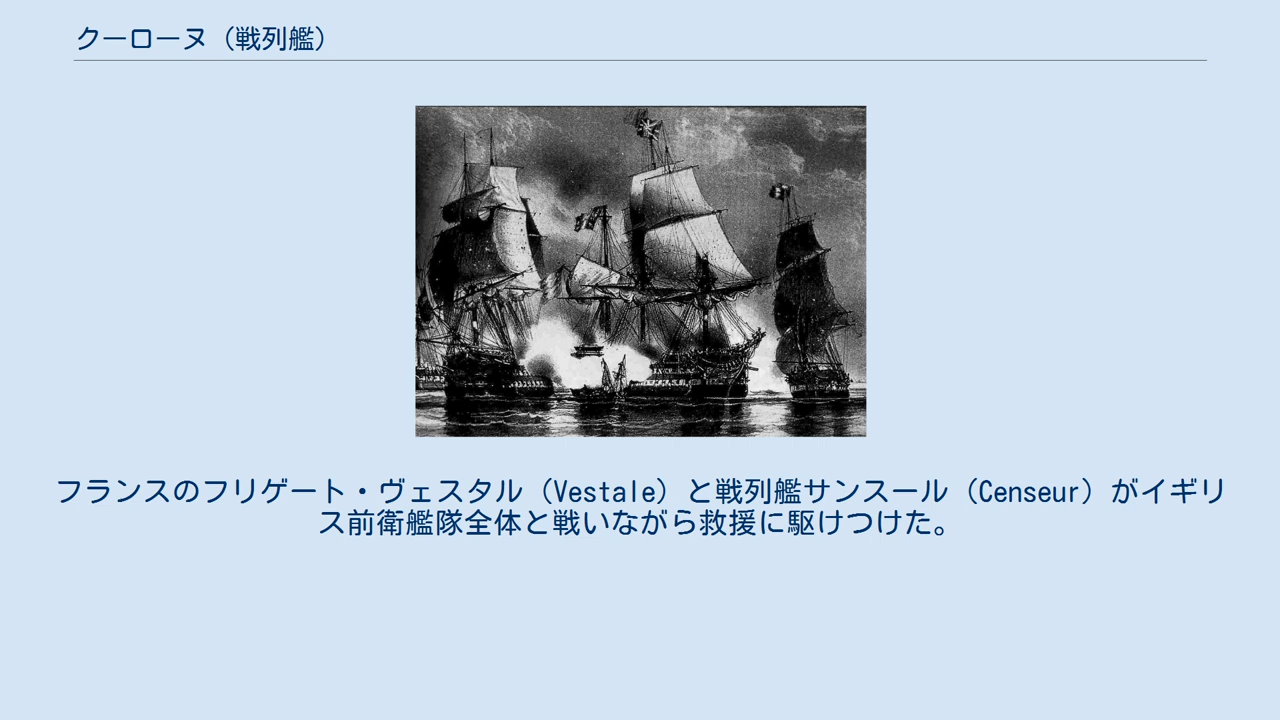 クーローヌ（戦列艦）
フランスのフリゲート・ヴェスタル（Vestale）と戦列艦サンスール（Censeur）がイギリ
ス前衛艦隊全体と戦いながら救援に駆けつけた。